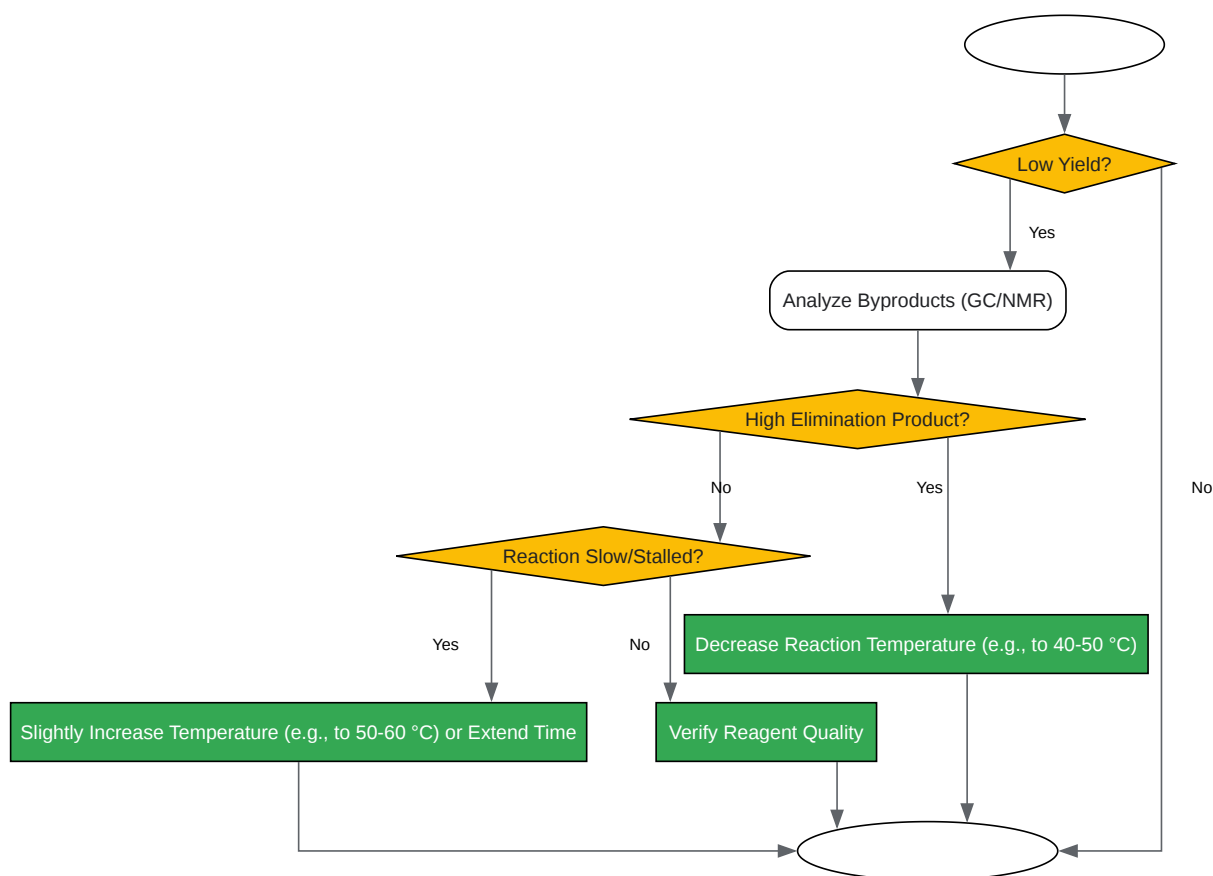 Low Yield?
Yes
Analyze Byproducts (GC/NMR)
High Elimination Product?
No
Yes
No
Reaction Slow/Stalled?
Yes
No
Decrease Reaction Temperature (e.g., to 40-50 °C)
Slightly Increase Temperature (e.g., to 50-60 °C) or Extend Time
Verify Reagent Quality